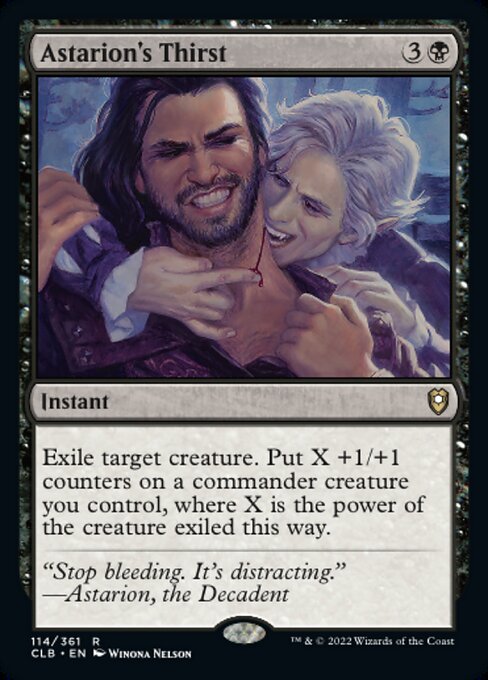 Astarion's Thirst 3
Instant
Exile target creature. Put X +1/+1
counters on a commander creature
you control, where X is the power of
the creature exiled this way.
“Stop bleeding. It's distracting.”
—Astarion, the Decadent
114/361 R
CLB • EN Winona Nelson
™ & © 2022 Wizards of the Coast